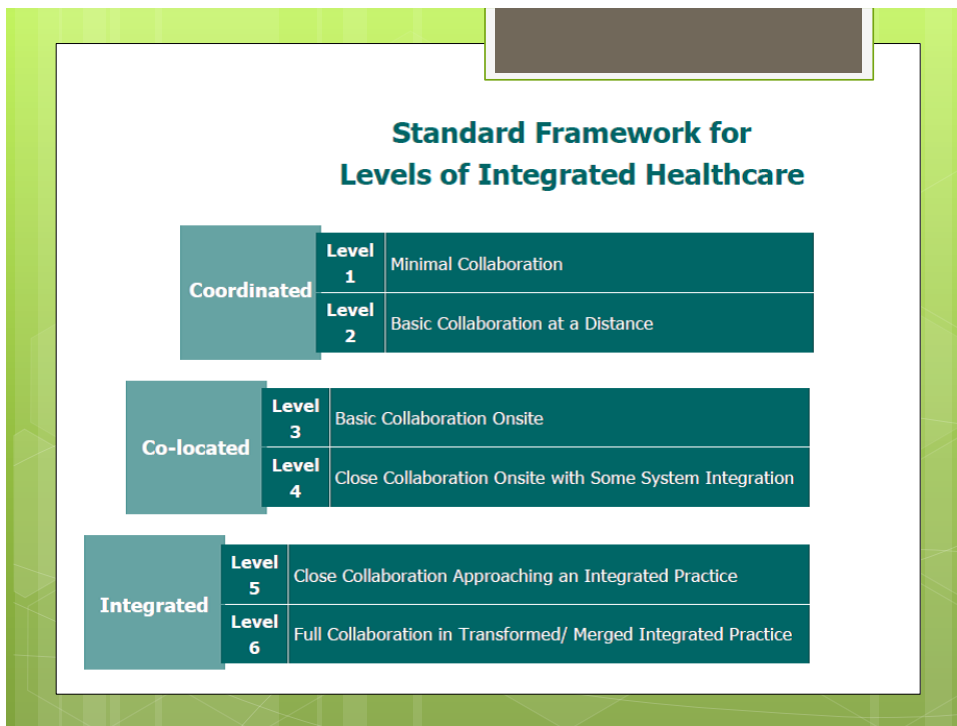 Standard Framework for
Levels of Integrated Healthcare
Coordinated
Level
1
Minimal Collaboration
Level
2
Basic Collaboration at a Distance
Co-located
Level
3
Basic Collaboration Onsite
Level
4
Close Collaboration Onsite with Some System Integration
Integrated
Level
5
Close Collaboration Approaching an Integrated Practice
Level
6
Full Collaboration in Transformed/ Merged Integrated Practice